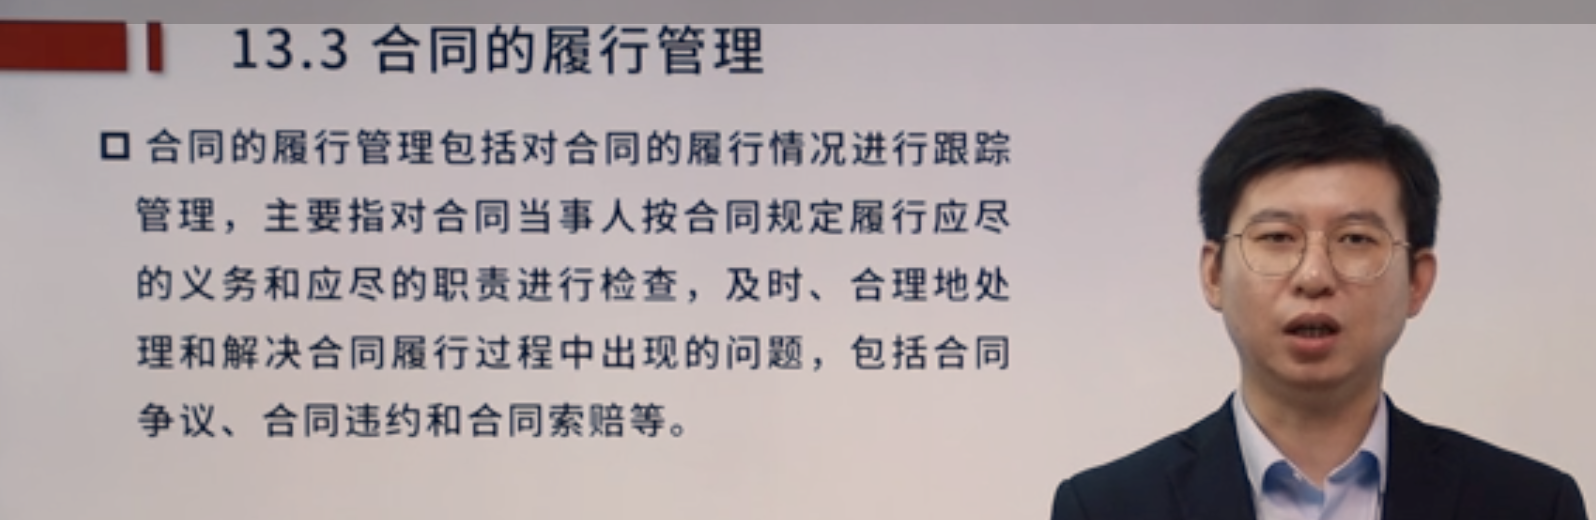 13.3 合同的履行管理
合同的履行管理包括对合同的履行情况进行跟踪
管理，主要指对合同当事人按合同规定履行应尽
的义务和应尽的职责进行检查，及时、合理地处
理和解决合同履行过程中出现的问题，包括合同
争议、合同违约和合同索赔等。